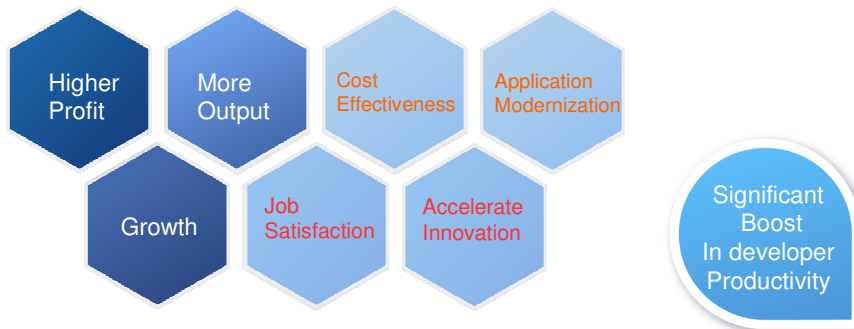 Higher
Profit
More
Output
Cost
Effectiveness
Application
Modernization
Growth
Job
Satisfaction
Accelerate
Innovation
Significant
Boost
In developer
Productivity